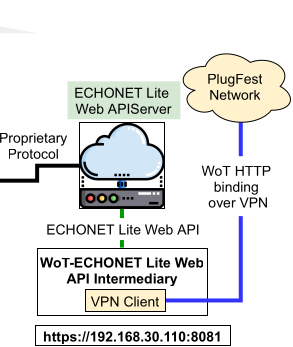 ECHONET Lite
Web APIServer
PlugFest
Network
Proprietary
Protocol
WoT HTTP
binding
over VPN
ECHONET Lite Web API
WoT-ECHONET Lite Web
API Intermediary
VPN Client
https://192.168.30.110:8081